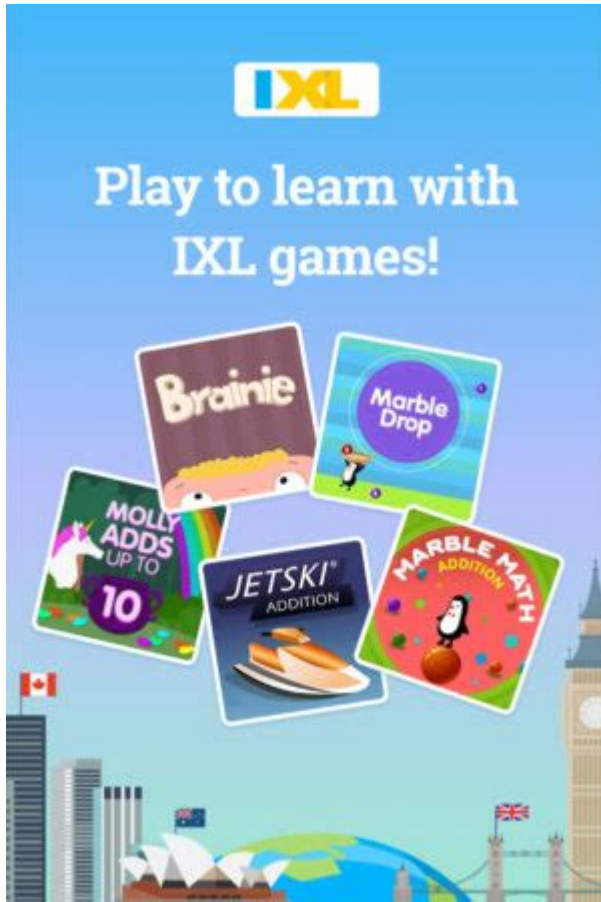 IXL
Play to learn with
IXL games!
Brainie
Marble
Drop
MOLLY
ADDS
UP TO
10
JETSKI®
ADDITION
MARBLE MATH
ADDITION